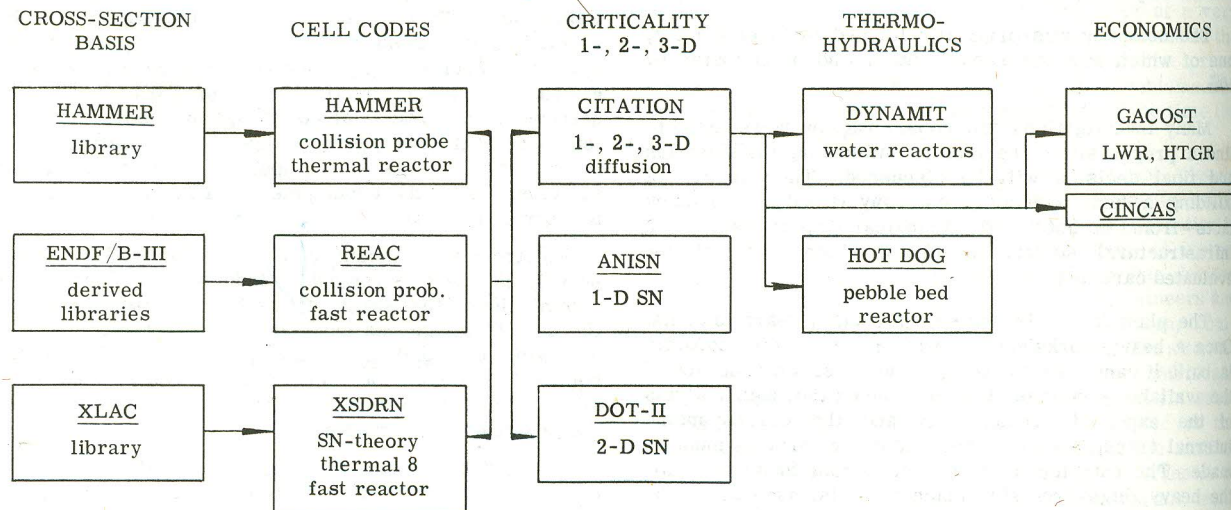 CROSS-SECTION
BASIS
CELL CODES
CRITICALITY
1-, 2-, 3-D
THERMO-
HYDRAULICS
ECONOMICS
HAMMER
library
HAMMER
collision probe
thermal reactor
CITATION
1-, 2-, 3-D
diffusion
DYNAMIT
water reactors
GACOST
LWR, HTGR
CINCAS
ENDF/B-III
derived
libraries
REAC
collision prob.
fast reactor
ANISN
1-D SN
HOT DOG
pebble bed
reactor
XLAC
library
XSDRN
SN-theory
thermal 8
fast reactor
DOT-II
2-D SN